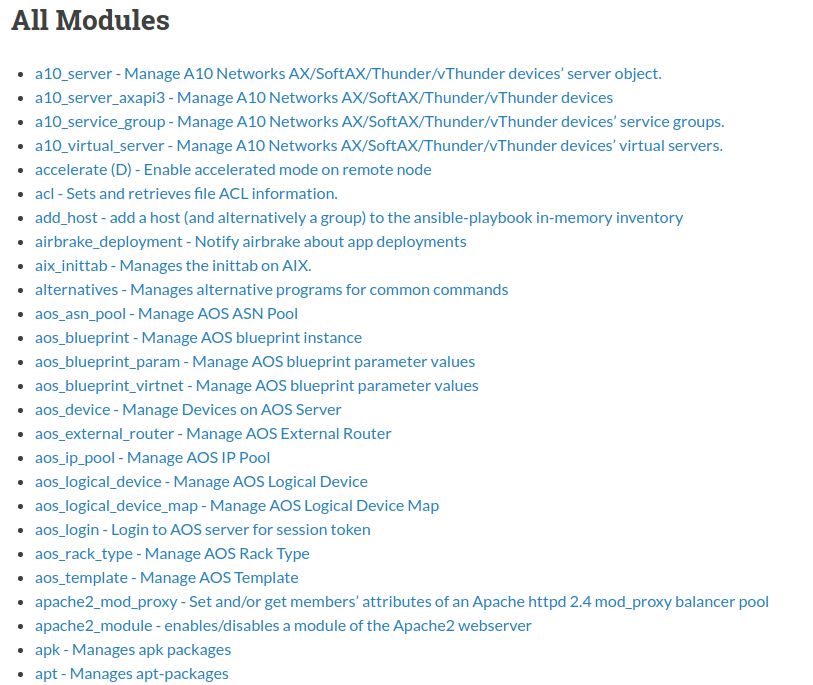 All Modules
a10_server - Manage A10 Networks AX/SoftAX/Thunder/vThunder devices’ server object.
a10_server_axapi3 - Manage A10 Networks AX/SoftAX/Thunder/vThunder devices
a10_service_group - Manage A10 Networks AX/SoftAX/Thunder/vThunder devices’ service groups.
a10_virtual_server - Manage A10 Networks AX/SoftAX/Thunder/vThunder devices’ virtual servers.
accelerate (D) - Enable accelerated mode on remote node
acl - Sets and retrieves file ACL information.
add_host - add a host (and alternatively a group) to the ansible-playbook in-memory inventory
airbrake_deployment - Notify airbrake about app deployments
aix_inittab - Manages the inittab on AIX.
alternatives - Manages alternative programs for common commands
aos_asn_pool - Manage AOS ASN Pool
aos_blueprint - Manage AOS blueprint instance
aos_blueprint_param - Manage AOS blueprint parameter values
aos_blueprint_virtnet - Manage AOS blueprint parameter values
aos_device - Manage Devices on AOS Server
aos_external_router - Manage AOS External Router
aos_ip_pool - Manage AOS IP Pool
aos_logical_device - Manage AOS Logical Device
aos_logical_device_map - Manage AOS Logical Device Map
aos_login - Login to AOS server for session token
aos_rack_type - Manage AOS Rack Type
aos_template - Manage AOS Template
apache2_mod_proxy - Set and/or get members’ attributes of an Apache httpd 2.4 mod_proxy balancer pool
apache2_module - enables/disables a module of the Apache2 webserver
apk - Manages apk packages
apt - Manages apt-packages